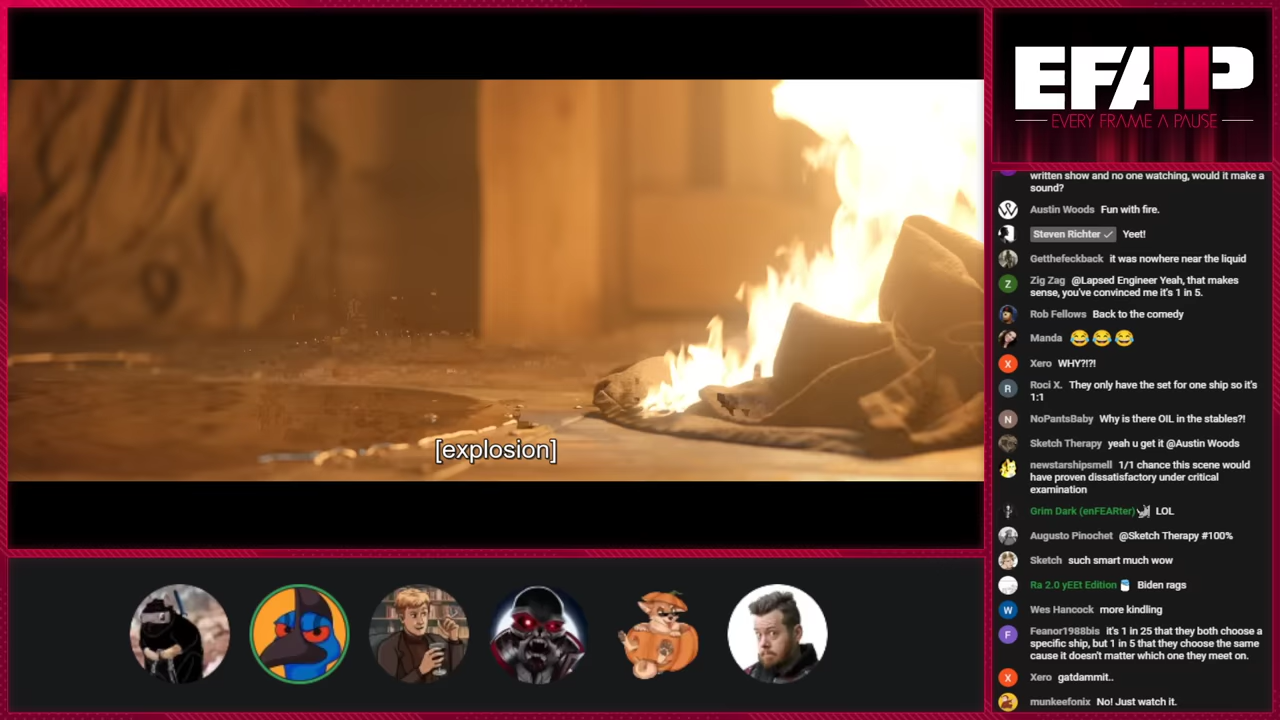 EFAP
EVERY FRAME A PAUSE
[explosion]
written show and no one watching, would it make a
sound?
Austin Woods Fun with fire.
Steven Richter Yeet!
Getthefeckback it was nowhere near the liquid
Z
Zig Zag @Lapsed Engineer Yeah, that makes
sense, you've convinced me it's 1 in 5.
Rob Fellows Back to the comedy
Manda 😂😂😂
X
Xero WHY?!?!
R
Roci X. They only have the set for one ship so it's
1:1
N
NoPantsBaby Why is there OIL in the stables?!
Sketch Therapy yeah u get it @Austin Woods
newstarshipsmell 1/1 chance this scene would
have proven dissatisfactory under critical
examination
Grim Dark (enFEARter) LOL
Augusto Pinochet @Sketch Therapy #100%
Sketch such smart much wow
Ra 2.0 yEEt Edition Biden rags
W
Wes Hancock more kindling
F
Feanor1988bis it's 1 in 25 that they both choose a
specific ship, but 1 in 5 that they choose the same
cause it doesn't matter which one they meet on.
X
Xero gatdammit..
munkeefonix No! Just watch it.